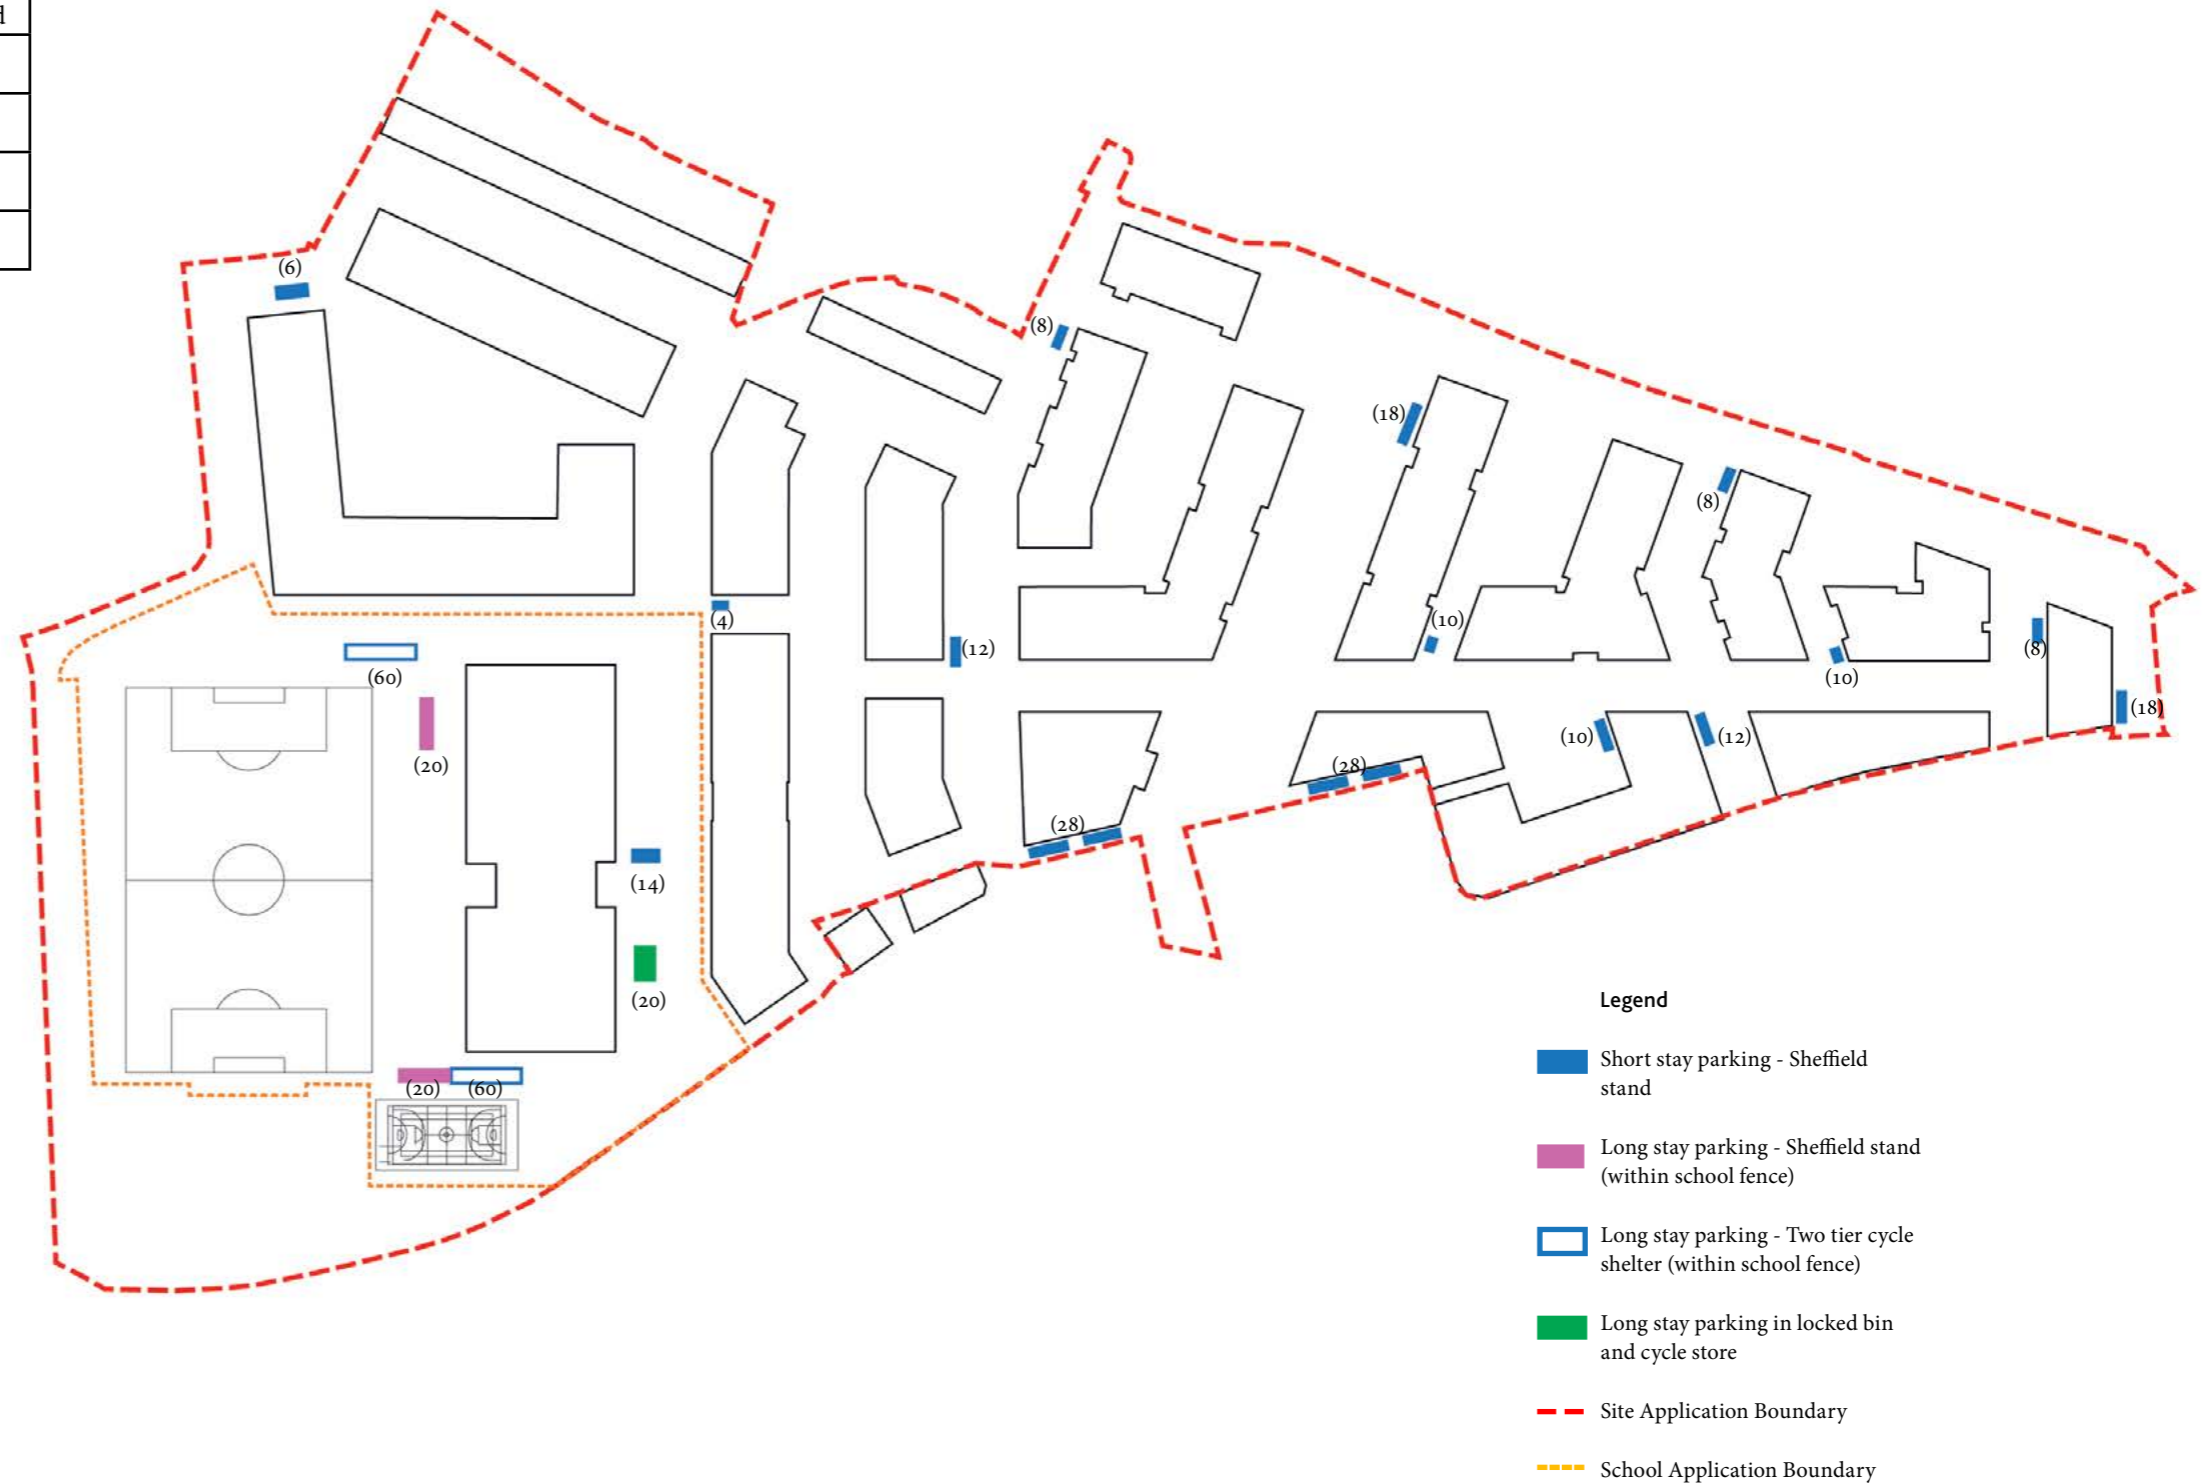 d
(6)
(8)
(18)
(8)
(4)
(12)
(10)
(8)
(60)
(10)
(18)
(20)
(10)
(12)
(28)
(28)
(14)
(20)
(20)
(60)
Legend
Short stay parking - Sheffield
stand
Long stay parking - Sheffield stand
(within school fence)
Long stay parking - Two tier cycle
shelter (within school fence)
Long stay parking in locked bin
and cycle store
Site Application Boundary
School Application Boundary